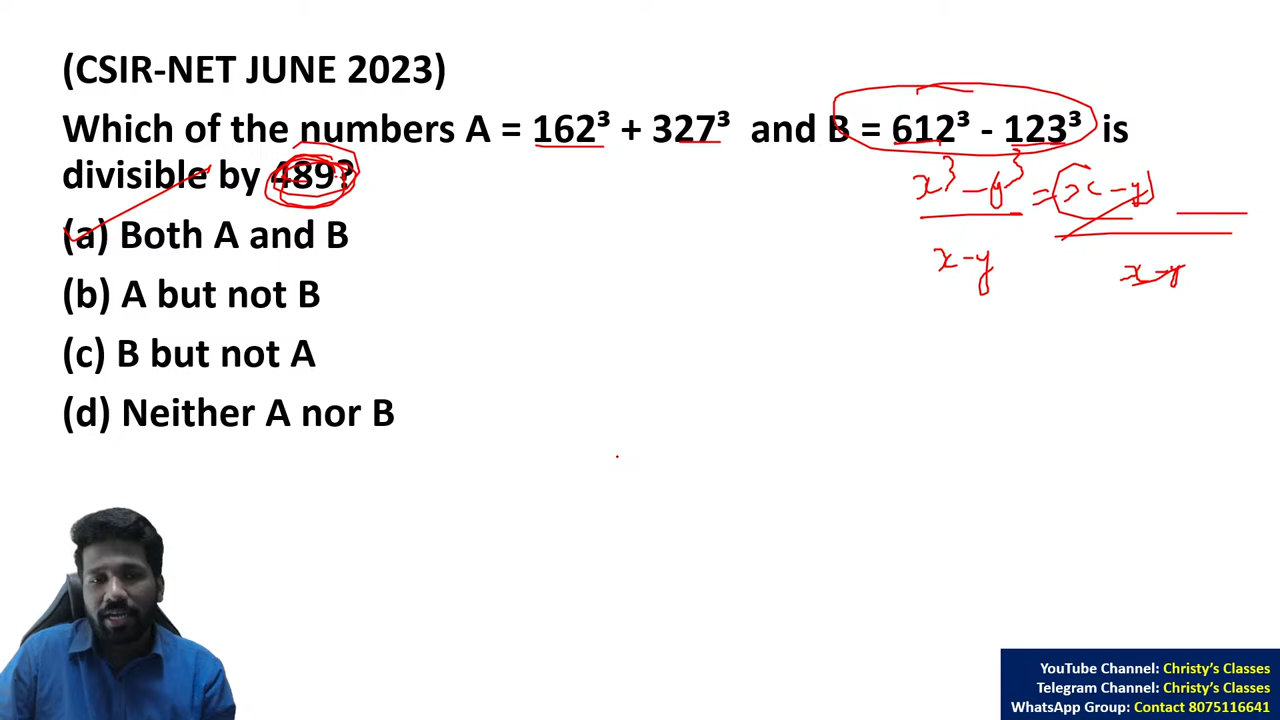 (CSIR-NET JUNE 2023)
Which of the numbers A = 162³ + 327³ and B = 612³ - 123³ is
divisible by 489?
x³ - y³ = (x - y)
x - y
x - y
(a) Both A and B
(b) A but not B
(c) B but not A
(d) Neither A nor B
YouTube Channel: Christy's Classes
Telegram Channel: Christy's Classes
WhatsApp Group: Contact 8075116641